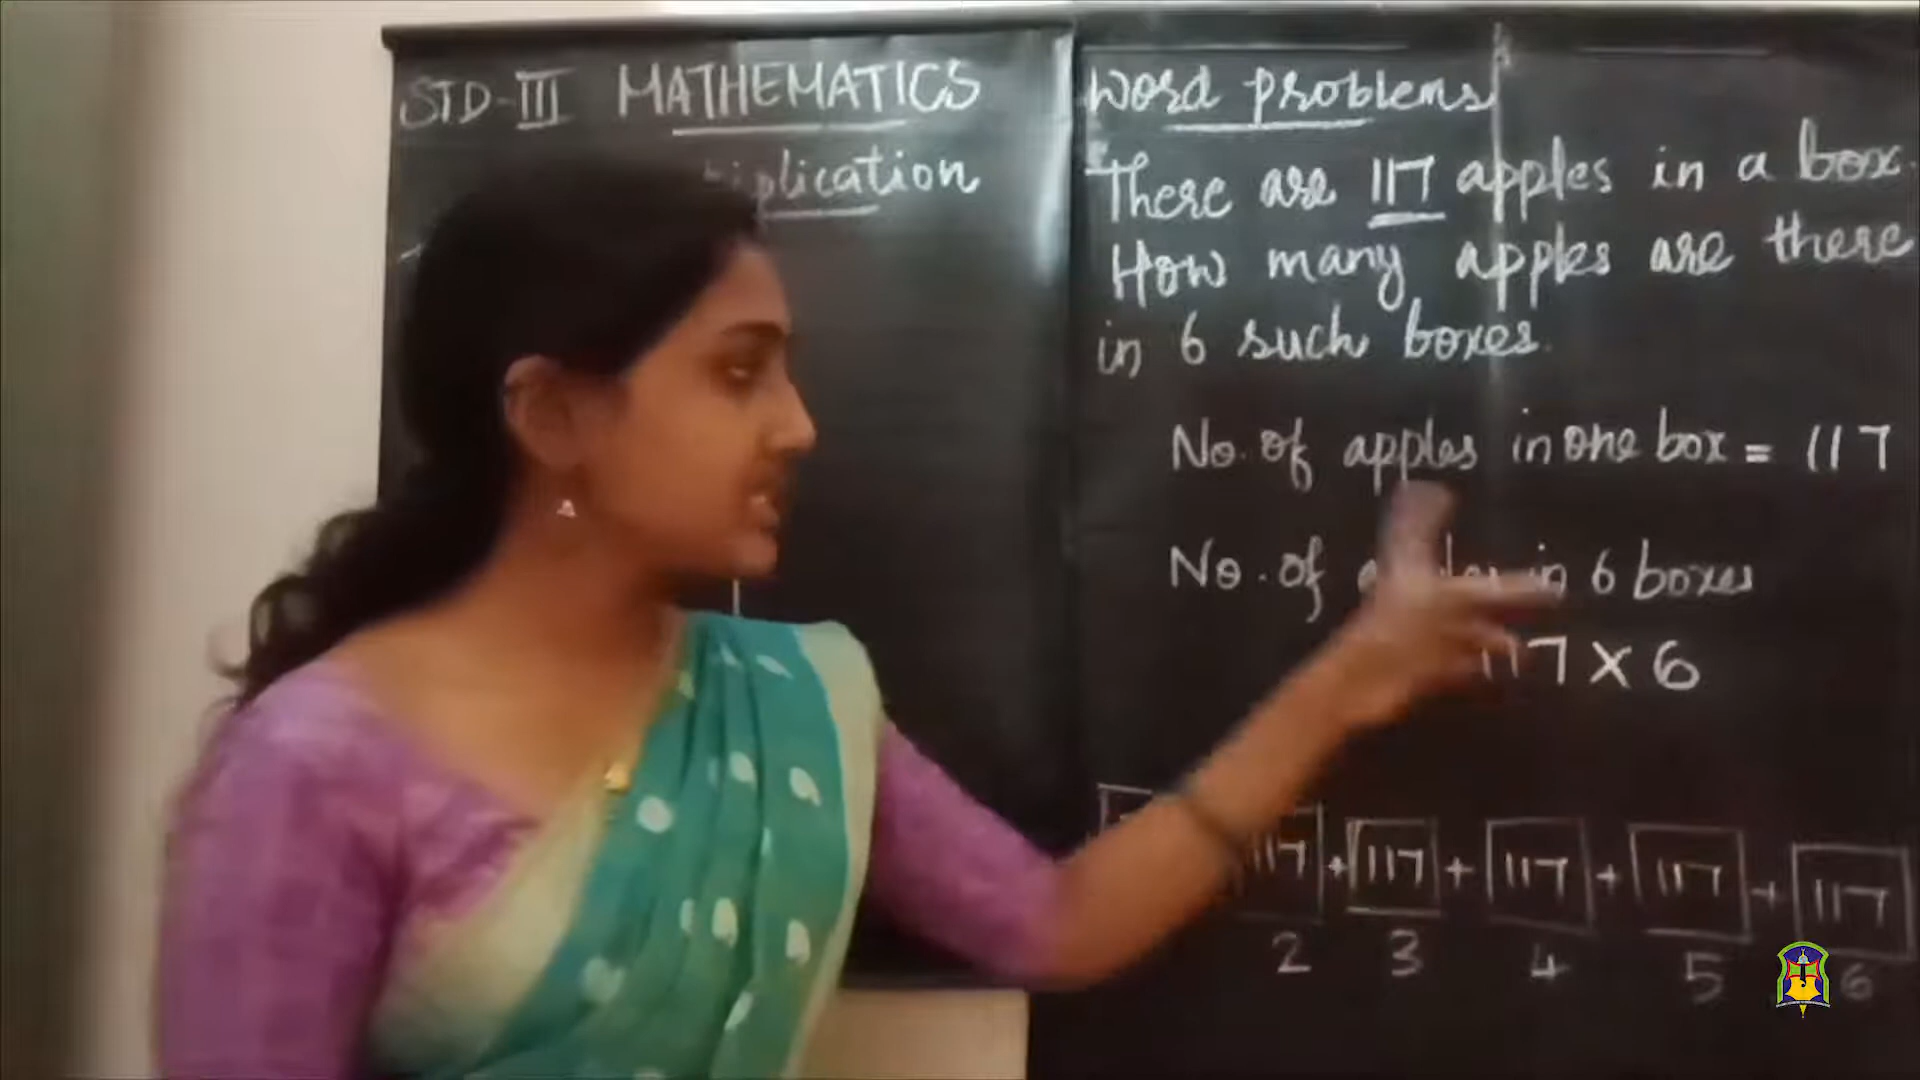 STD-III MATHEMATICS
Word problems
There are 117 apples in a box.
How many apples are there
in 6 such boxes.
No. of apples in one box = 117
No. of in 6 boxes
117 X 6
117 + 117 + 117 + 117 + 117
2 3 4 5 6